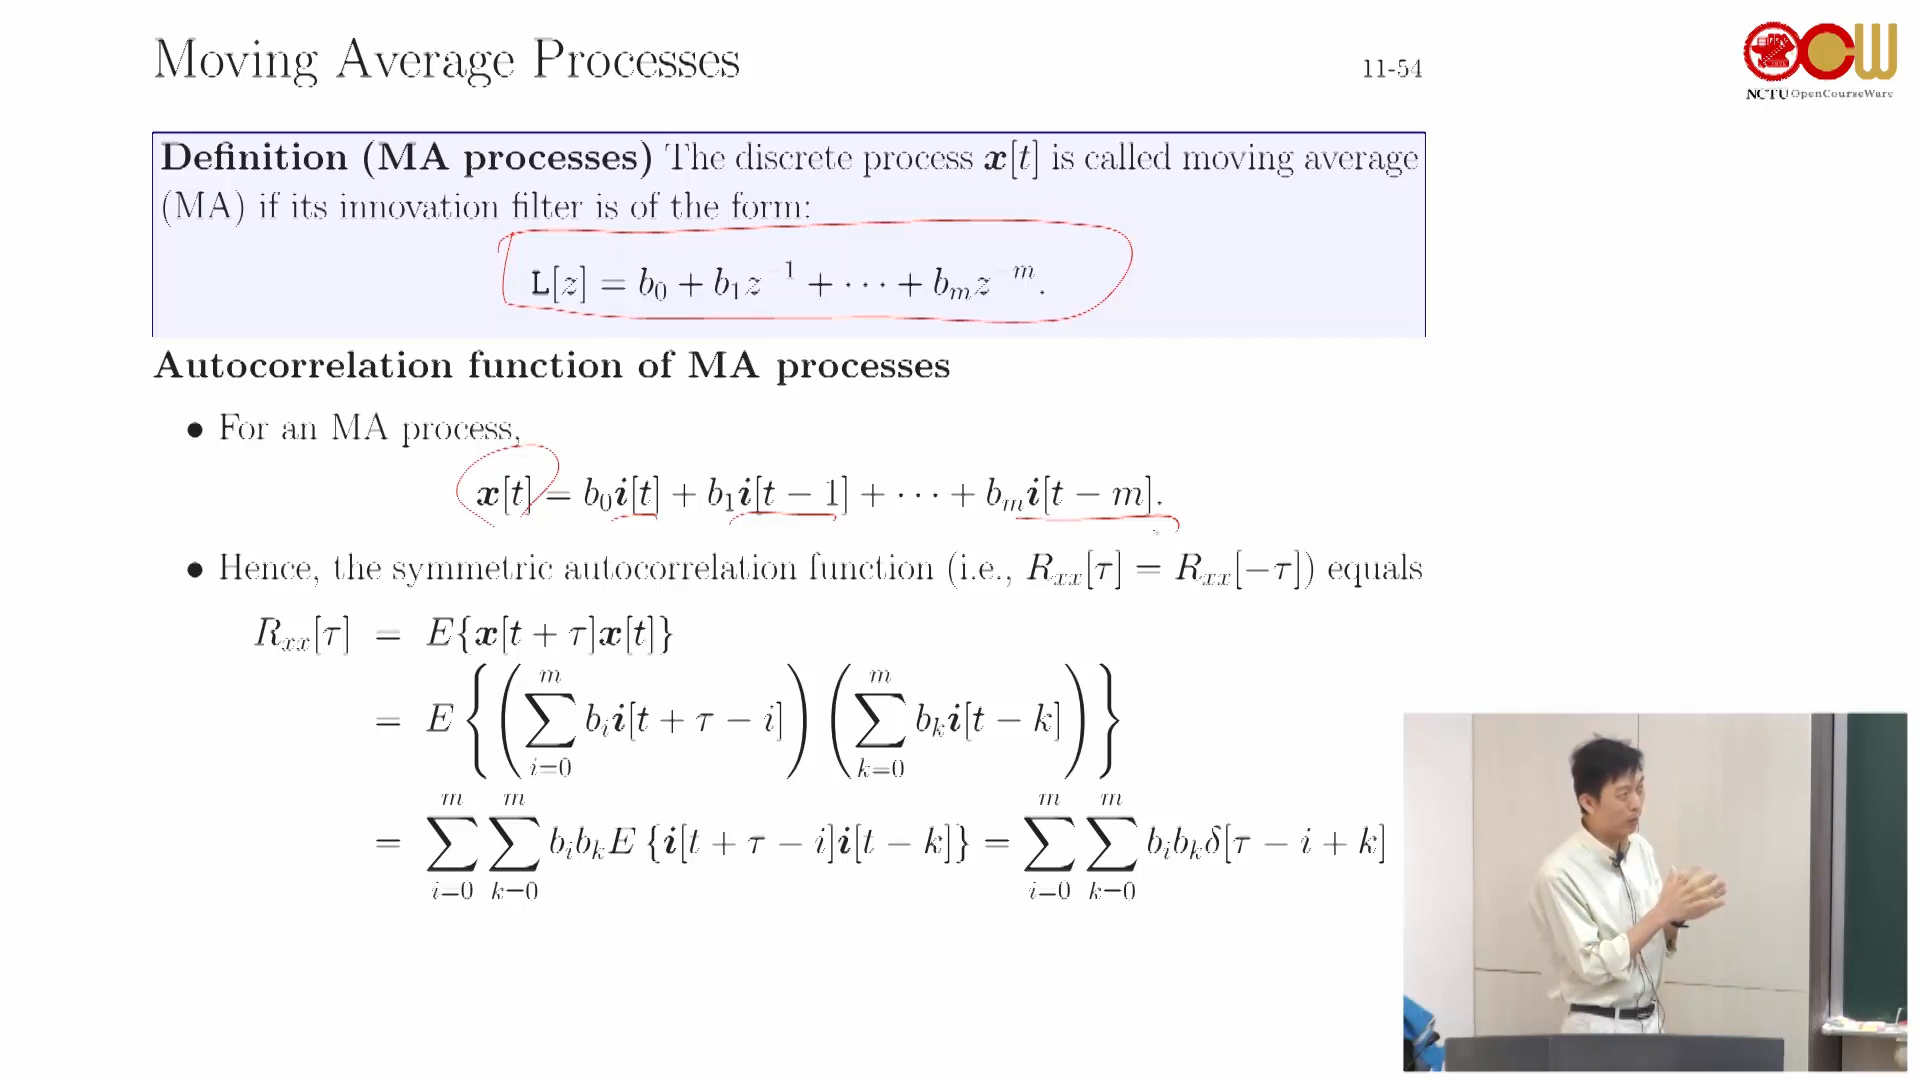 Moving Average Processes
11-54
NCTU OpenCourseWare
Definition (MA processes) The discrete process x[t] is called moving average
(MA) if its innovation filter is of the form:
L[z] = b₀ + b₁z⁻¹ + ··· + bₘz⁻ᵐ.
Autocorrelation function of MA processes
• For an MA process,
x[t] = b₀i[t] + b₁i[t − 1] + ··· + bₘi[t − m].
• Hence, the symmetric autocorrelation function (i.e., Rₓₓ[τ] = Rₓₓ[−τ]) equals
Rₓₓ[τ] = E{x[t + τ]x[t]}
= E{(∑_{i=0}^{m} bᵢi[t + τ − i])(∑_{k=0}^{m} bₖi[t − k])}
= ∑_{i=0}^{m} ∑_{k=0}^{m} bᵢbₖE{i[t + τ − i]i[t − k]} = ∑_{i=0}^{m} ∑_{k=0}^{m} bᵢbₖδ[τ − i + k]